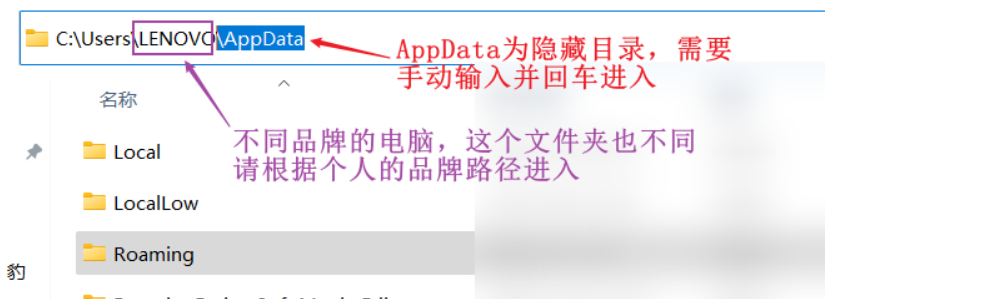 C:\Users\LENOVO\AppData
AppData为隐藏目录，需要
手动输入并回车进入
名称
不同品牌的电脑，这个文件夹也不同
请根据个人的品牌路径进入
Local
LocalLow
Roaming
豹